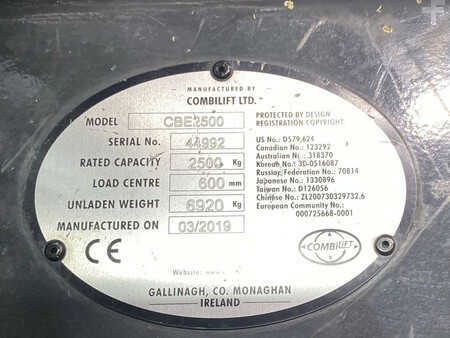 MANUFACTURED BY
COMBILIFT LTD.
MODEL CBE2500
SERIAL No. 44992
RATED CAPACITY 2500 Kg
LOAD CENTRE 600 mm
UNLADEN WEIGHT 6920 Kg
MANUFACTURED ON 03/2019
PROTECTED BY DESIGN
REGISTRATION COPYRIGHT.
US No.: D579,624
Canadian No.: 123292
Australian No.: 318370
Korean No.: 3D-0516087
Russian Federation No.: 70814
Japanese No.: 1330896
Taiwan No.: D126056
Chinese No.: ZL200730329732.6
European Community No.:
000725668-0001
CE
COMBILIFT
Website:
GALLINAGH, CO. MONAGHAN
IRELAND